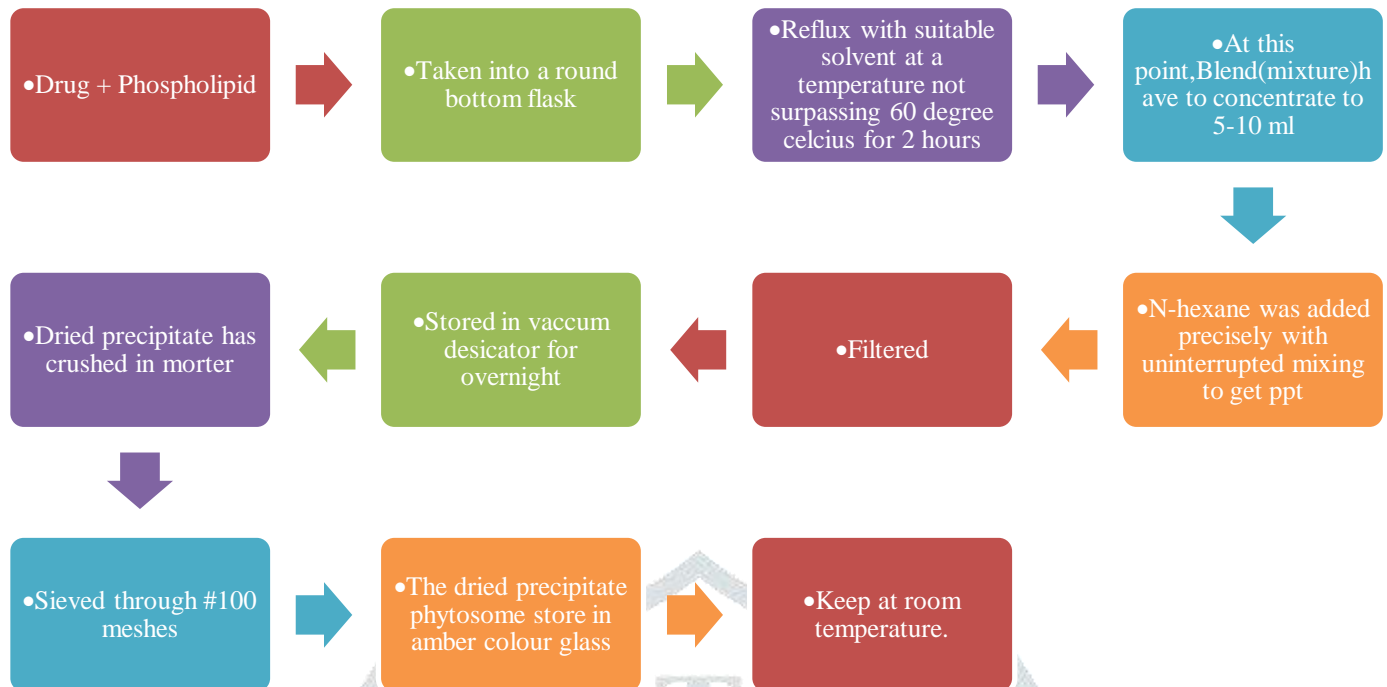 •Drug + Phospholipid
•Taken into a round
bottom flask
•Reflux with suitable
solvent at a
temperature not
surpassing 60 degree
celcius for 2 hours
•At this
point,Blend(mixture)h
ave to concentrate to
5-10 ml
•N-hexane was added
precisely with
uninterrupted mixing
to get ppt
•Filtered
•Stored in vaccum
desicator for
overnight
•Dried precipitate has
crushed in morter
•Sieved through #100
meshes
•The dried precipitate
phytosome store in
amber colour glass
•Keep at room
temperature.